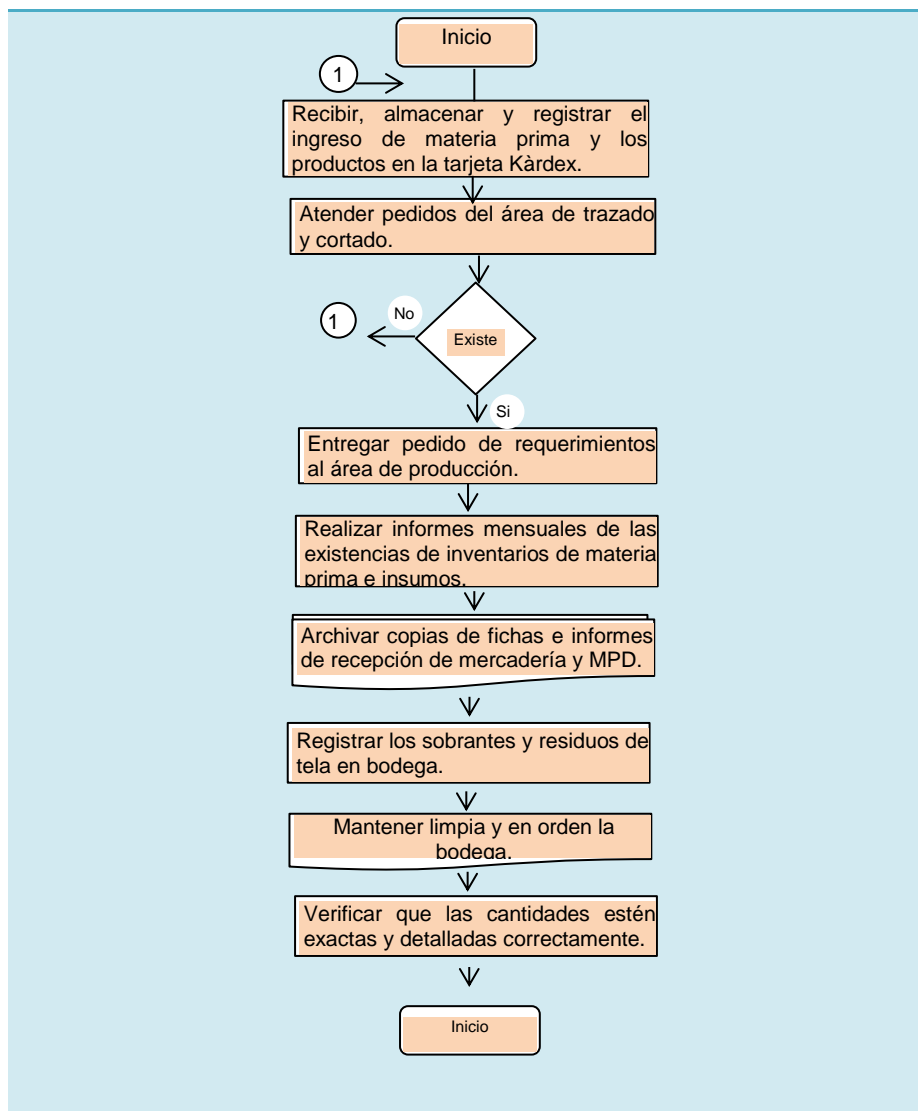 Inicio
1
Recibir, almacenar y registrar el
ingreso de materia prima y los
productos en la tarjeta Kàrdex.
Atender pedidos del área de trazado
y cortado.
No
1
Existe
Si
Entregar pedido de requerimientos
al área de producción.
Realizar informes mensuales de las
existencias de inventarios de materia
prima e insumos.
Archivar copias de fichas e informes
de recepción de mercadería y MPD.
Registrar los sobrantes y residuos de
tela en bodega.
Mantener limpia y en orden la
bodega.
Verificar que las cantidades estén
exactas y detalladas correctamente.
Inicio